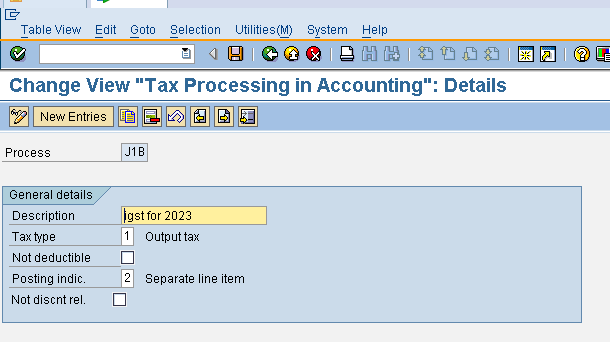 Table View Edit Goto Selection Utilities(M) System Help
Change View "Tax Processing in Accounting": Details
New Entries
Process J1B
General details
Description igst for 2023
Tax type 1 Output tax
Not deductible
Posting indic. 2 Separate line item
Not discnt rel.